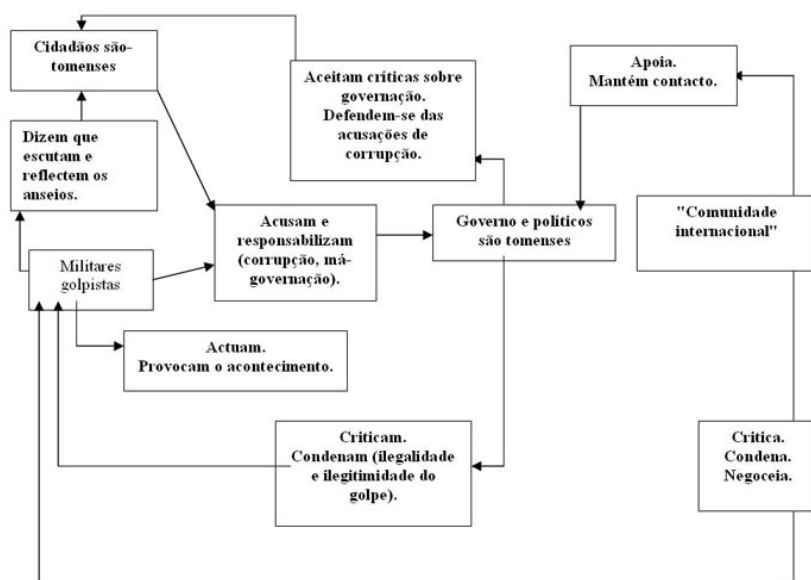 Cidadãos são-
tomenses
Aceitam críticas sobre
governação.
Defendem-se das
acusações de
corrupção.
Apoia.
Mantém contacto.
Dizem que
escutam e
reflectem os
anseios.
Acusam e
responsabilizam
(corrupção, má-
governação).
Governo e políticos
são tomenses
"Comunidade
internacional"
Militares
golpistas
Actuam.
Provocam o acontecimento.
Criticam.
Condenam (ilegalidade
e ilegitimidade do
golpe).
Critica.
Condena.
Negoceia.